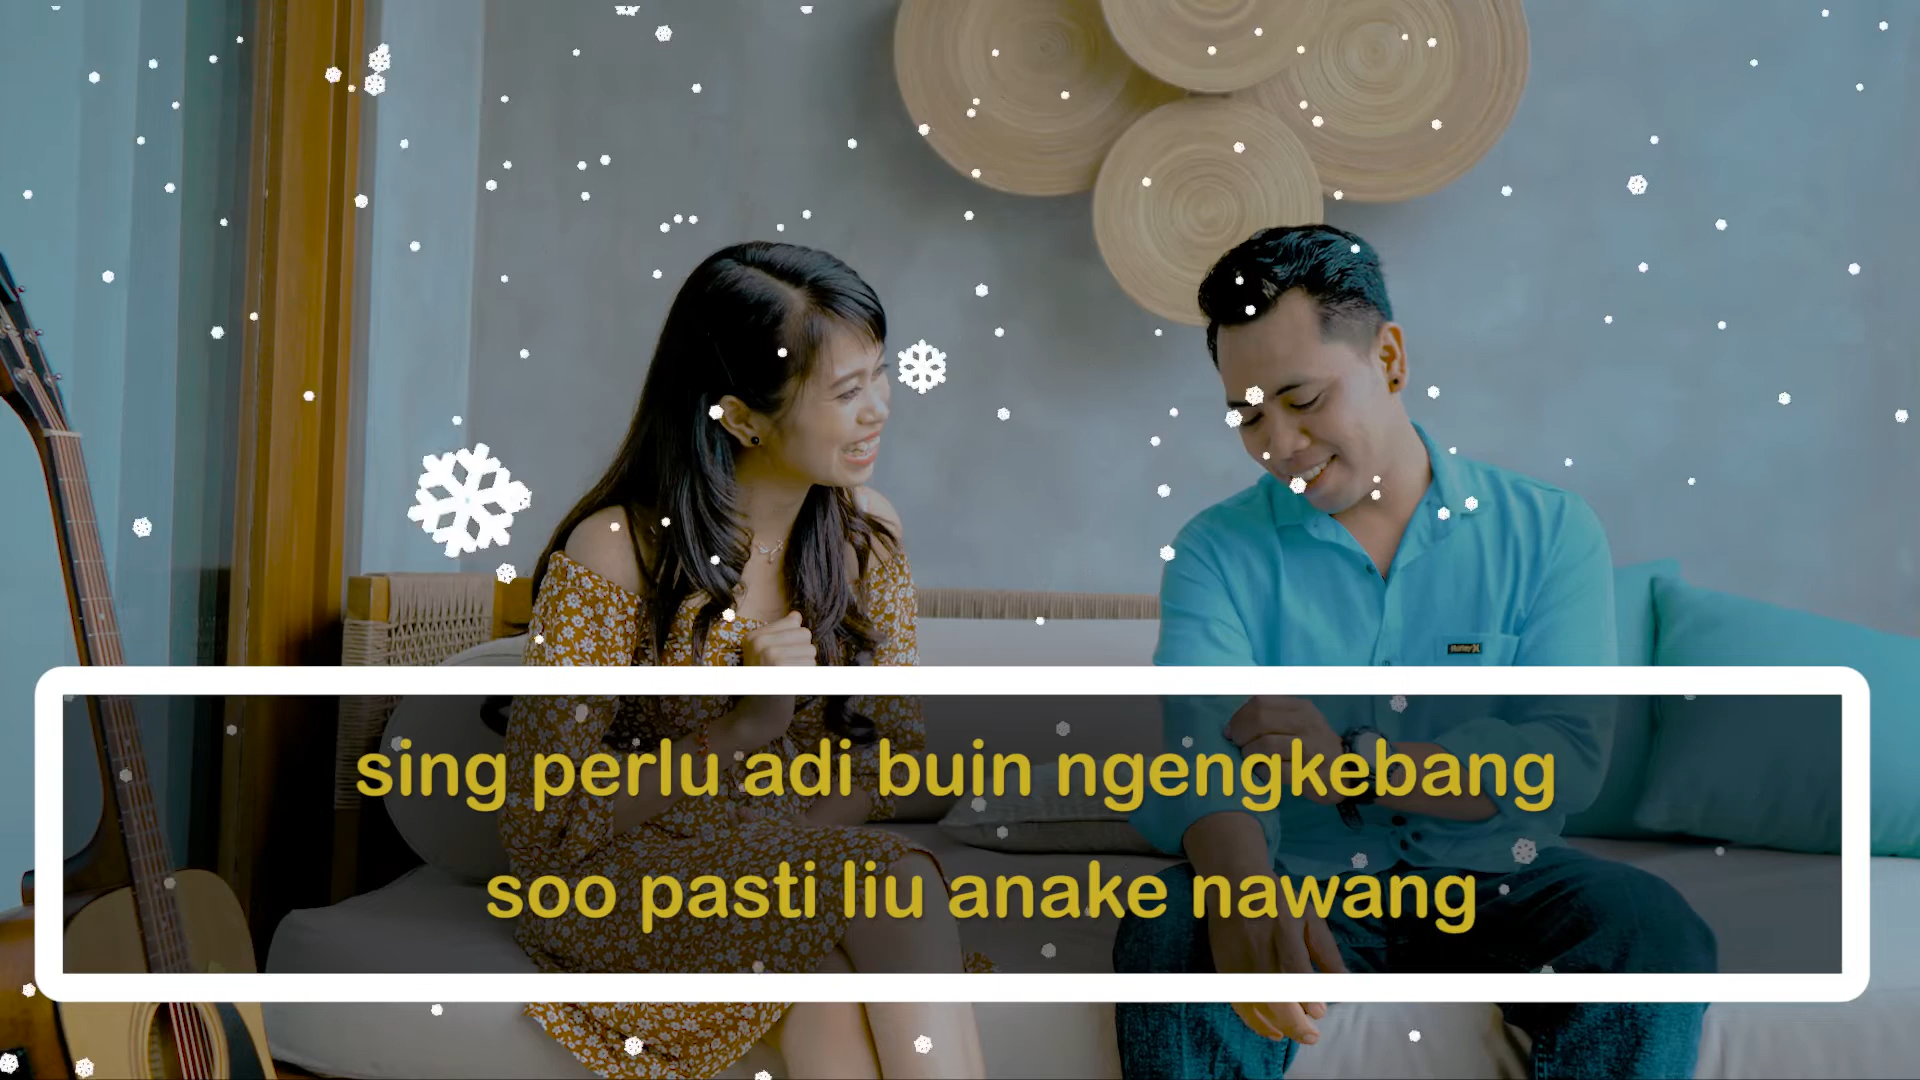 sing perlu adi buin ngengkebang
soo pasti liu anake nawang